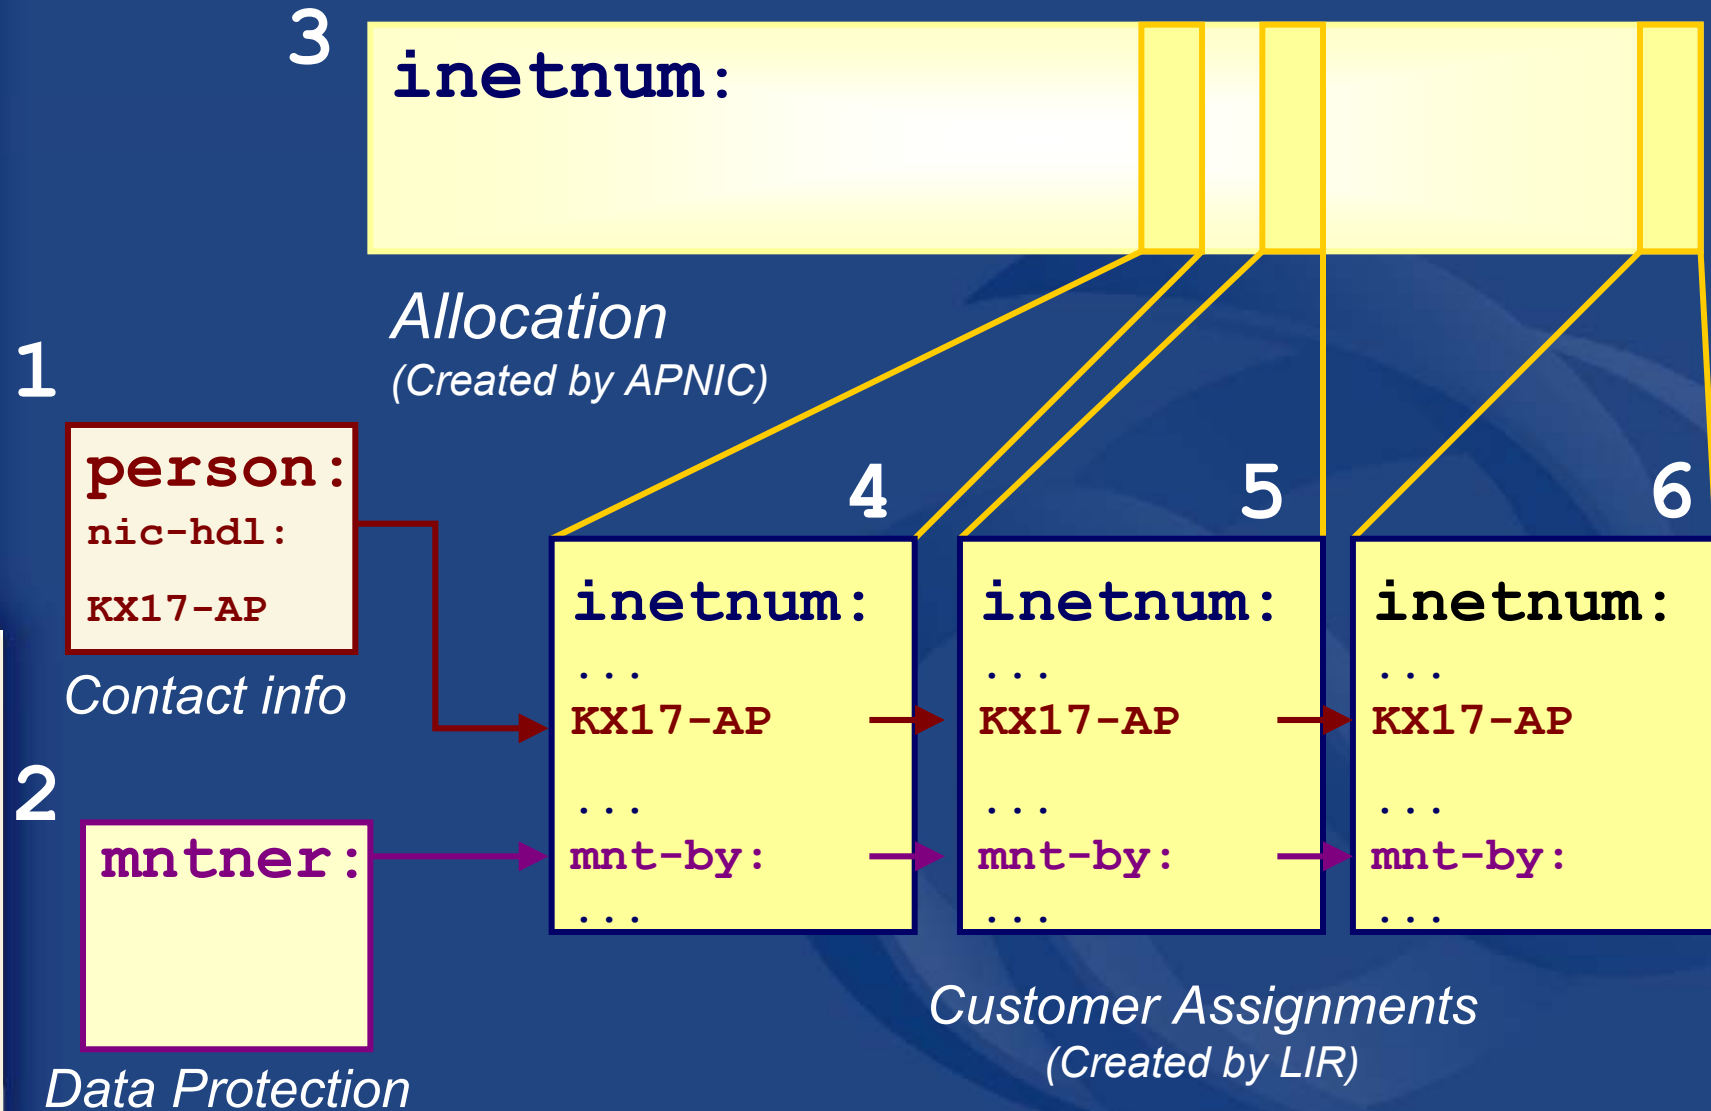 3
inetnum:
Allocation
(Created by APNIC)
1
person:
nic-hdl:
KX17-AP
Contact info
2
mntner:
Data Protection
4
inetnum:
...
KX17-AP
...
mnt-by:
...
5
inetnum:
...
KX17-AP
...
mnt-by:
...
6
inetnum:
...
KX17-AP
...
mnt-by:
...
Customer Assignments
(Created by LIR)